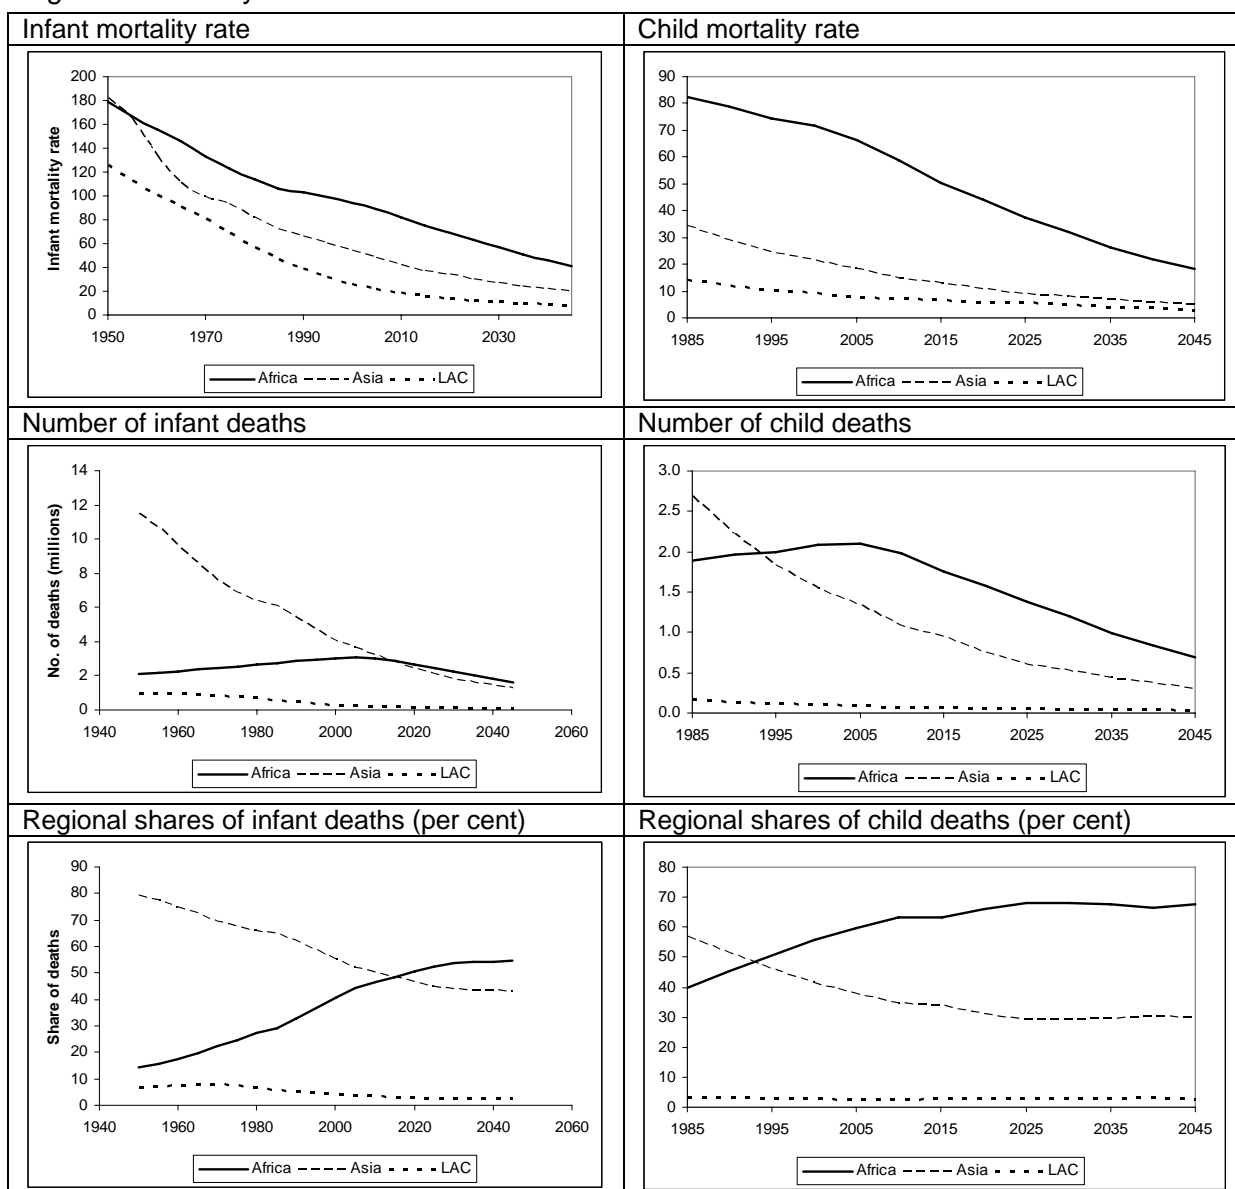 Infant mortality rate
Child mortality rate
Infant mortality rate
200
180
160
140
120
100
80
60
40
20
0
1950 1970 1990 2010 2030
Africa Asia LAC
90
80
70
60
50
40
30
20
10
0
1985 1995 2005 2015 2025 2035 2045
Africa Asia LAC
Number of infant deaths
Number of child deaths
No. of deaths (millions)
14
12
10
8
6
4
2
0
1940 1960 1980 2000 2020 2040 2060
Africa Asia LAC
3.0
2.5
2.0
1.5
1.0
0.5
0.0
1985 1995 2005 2015 2025 2035 2045
Africa Asia LAC
Regional shares of infant deaths (per cent)
Regional shares of child deaths (per cent)
Share of deaths
90
80
70
60
50
40
30
20
10
0
1940 1960 1980 2000 2020 2040 2060
Africa Asia LAC
80
70
60
50
40
30
20
10
0
1985 1995 2005 2015 2025 2035 2045
Africa Asia LAC